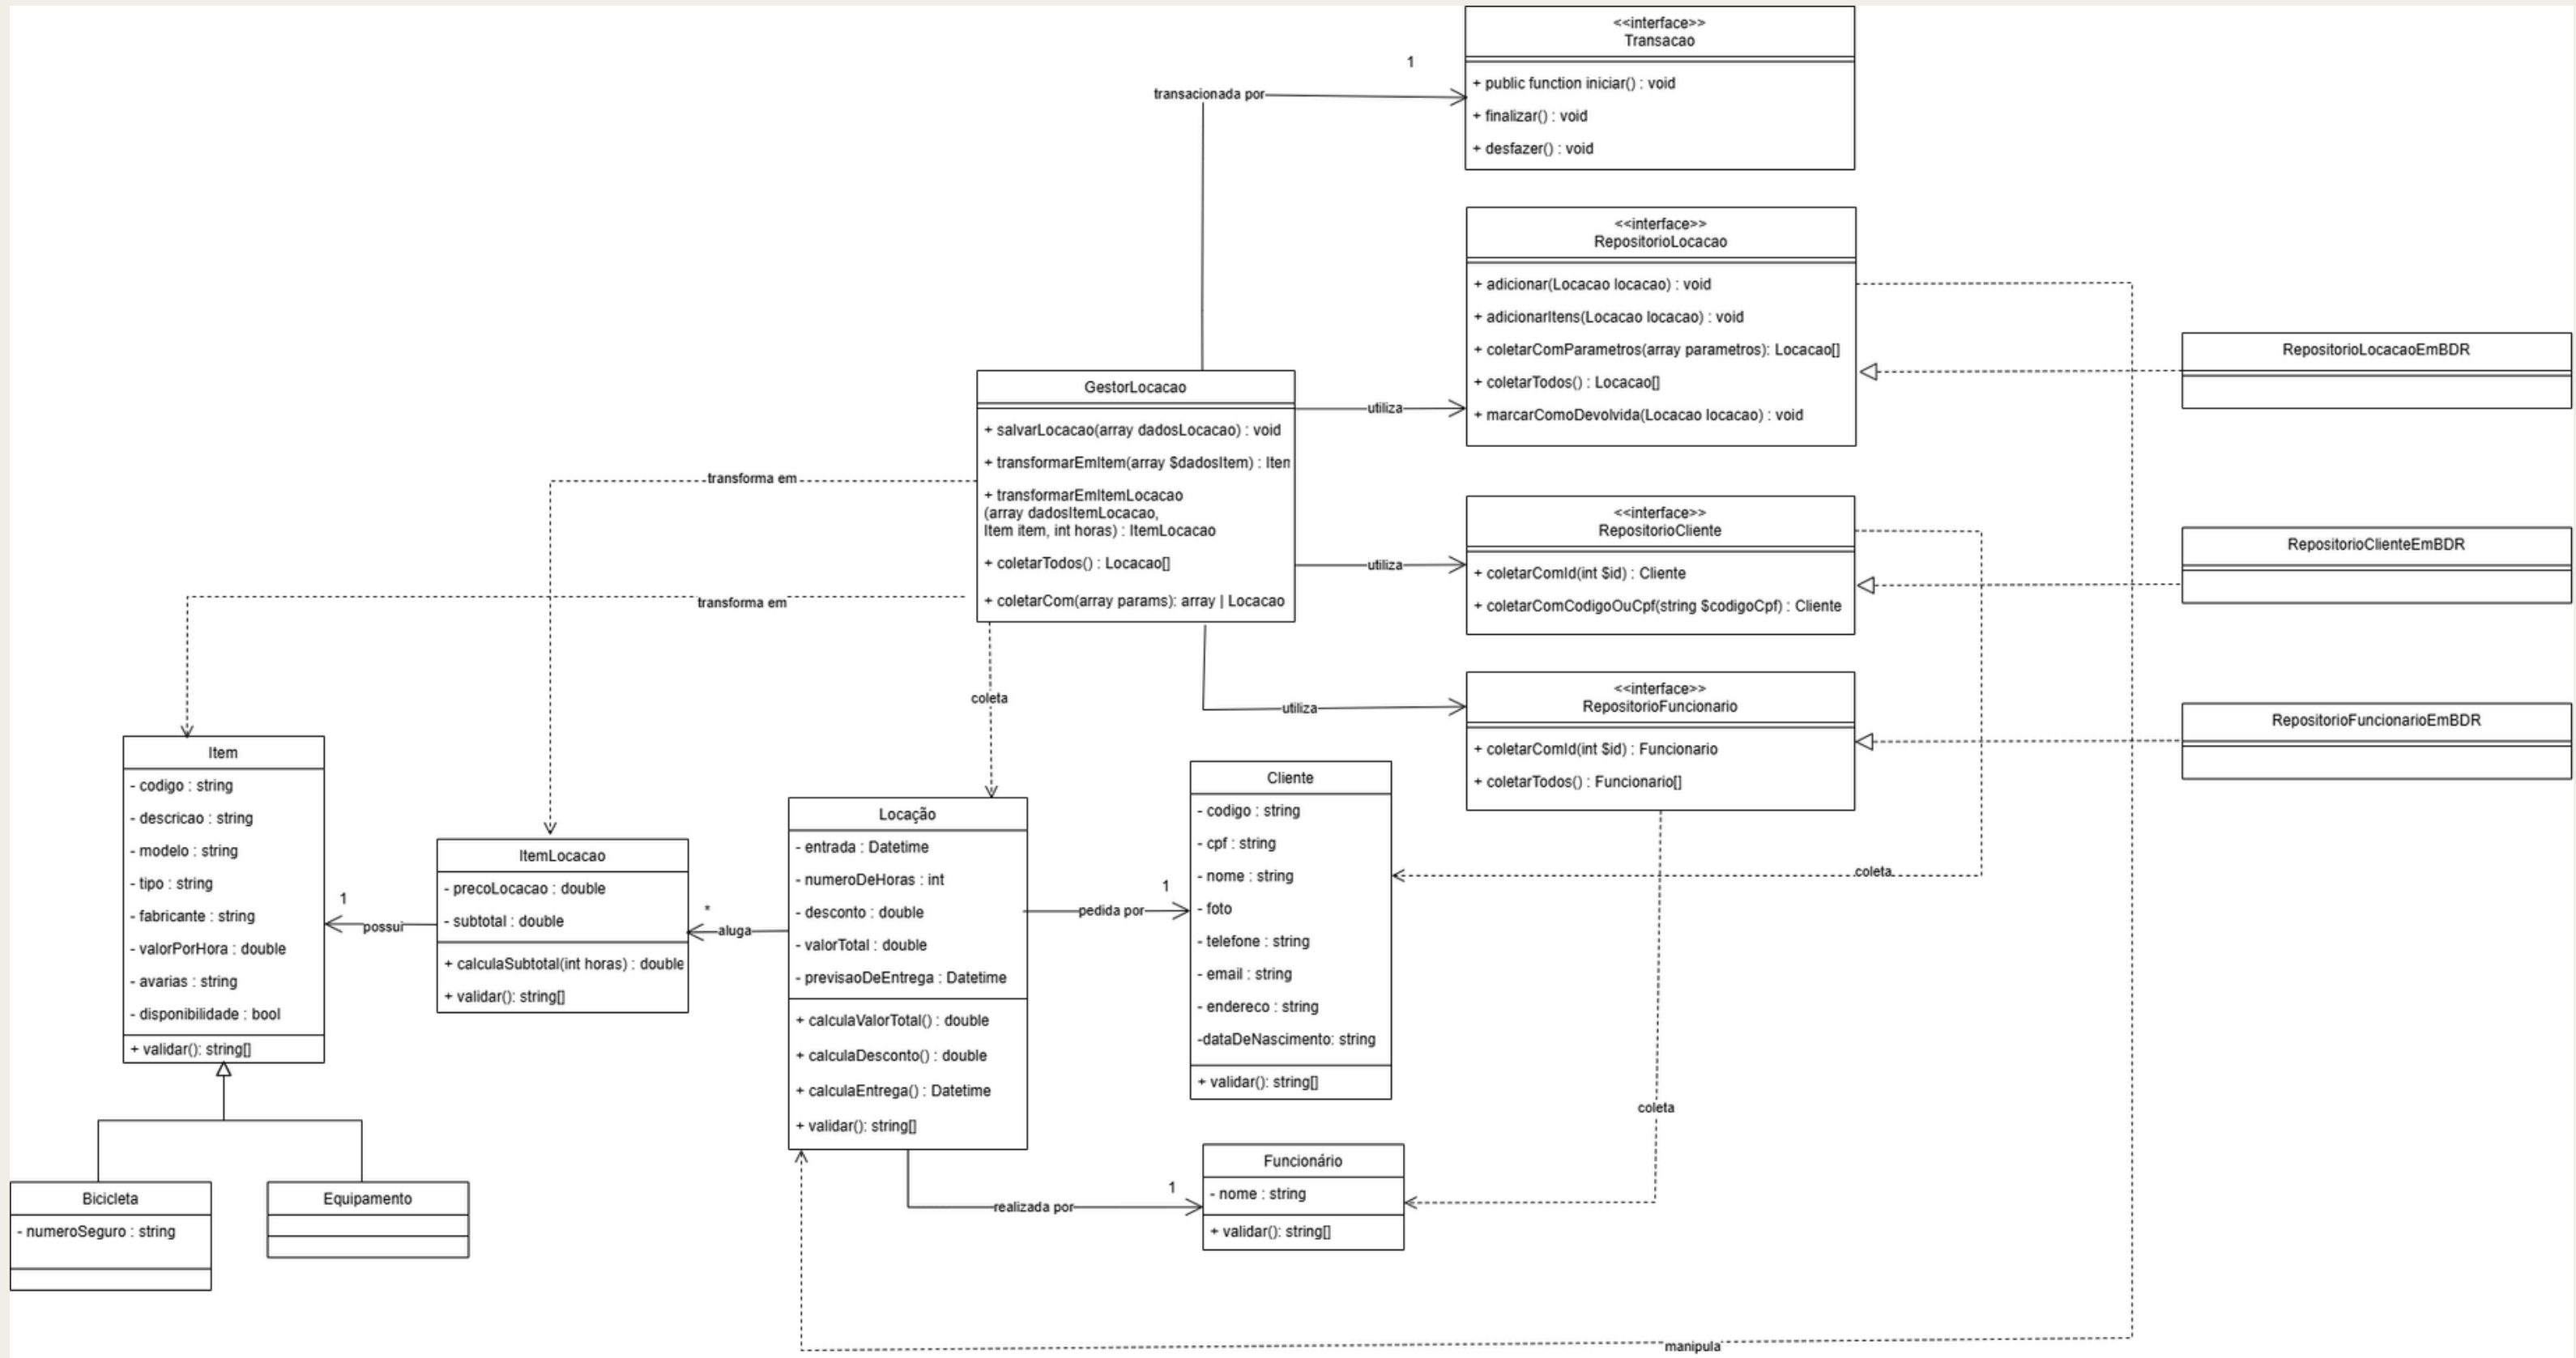 <<interface>>
Transacao
+ public function iniciar() : void
+ finalizar() : void
+ desfazer() : void
1
transacionada por
<<interface>>
RepositorioLocacao
+ adicionar(Locacao locacao) : void
+ adicionarItens(Locacao locacao) : void
+ coletarComParametros(array parametros): Locacao[]
+ coletarTodos() : Locacao[]
+ marcarComoDevolvida(Locacao locacao) : void
RepositorioLocacaoEmBDR
GestorLocacao
+ salvarLocacao(array dadosLocacao) : void
+ transformarEmItem(array $dadosItem) : Iten
+ transformarEmItemLocacao
(array dadosItemLocacao,
Item item, int horas) : ItemLocacao
+ coletarTodos() : Locacao[]
+ coletarCom(array params): array | Locacao
utiliza
transforma em
utiliza
transforma em
<<interface>>
RepositorioCliente
+ coletarComId(int $id) : Cliente
+ coletarComCodigoOuCpf(string $codigoCpf) : Cliente
RepositorioClienteEmBDR
coleta
utiliza
<<interface>>
RepositorioFuncionario
+ coletarComId(int $id) : Funcionario
+ coletarTodos() : Funcionario[]
RepositorioFuncionarioEmBDR
Item
- codigo : string
- descricao : string
- modelo : string
- tipo : string
- fabricante : string
- valorPorHora : double
- avarias : string
- disponibilidade : bool
+ validar(): string[]
1
possui
ItemLocacao
- precoLocacao : double
- subtotal : double
+ calculaSubtotal(int horas) : double
+ validar(): string[]
*
aluga
Locação
- entrada : Datetime
- numeroDeHoras : int
- desconto : double
- valorTotal : double
- previsaoDeEntrega : Datetime
+ calculaValorTotal() : double
+ calculaDesconto() : double
+ calculaEntrega() : Datetime
+ validar(): string[]
1
pedida por
Cliente
- codigo : string
- cpf : string
- nome : string
- foto
- telefone : string
- email : string
- endereco : string
-dataDeNascimento: string
+ validar(): string[]
coleta
coleta
Bicicleta
- numeroSeguro : string
Equipamento
1
realizada por
Funcionário
- nome : string
+ validar(): string[]
manipula